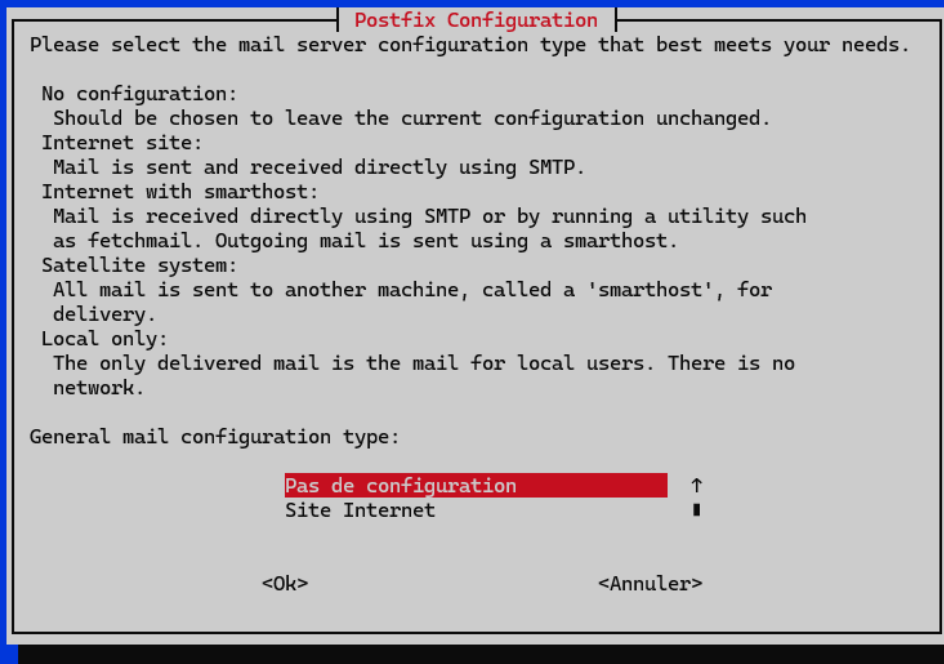 Postfix Configuration
Please select the mail server configuration type that best meets your needs.
No configuration:
Should be chosen to leave the current configuration unchanged.
Internet site:
Mail is sent and received directly using SMTP.
Internet with smarthost:
Mail is received directly using SMTP or by running a utility such
as fetchmail. Outgoing mail is sent using a smarthost.
Satellite system:
All mail is sent to another machine, called a 'smarthost', for
delivery.
Local only:
The only delivered mail is the mail for local users. There is no
network.
General mail configuration type:
Pas de configuration ↑
Site Internet
<Ok> <Annuler>